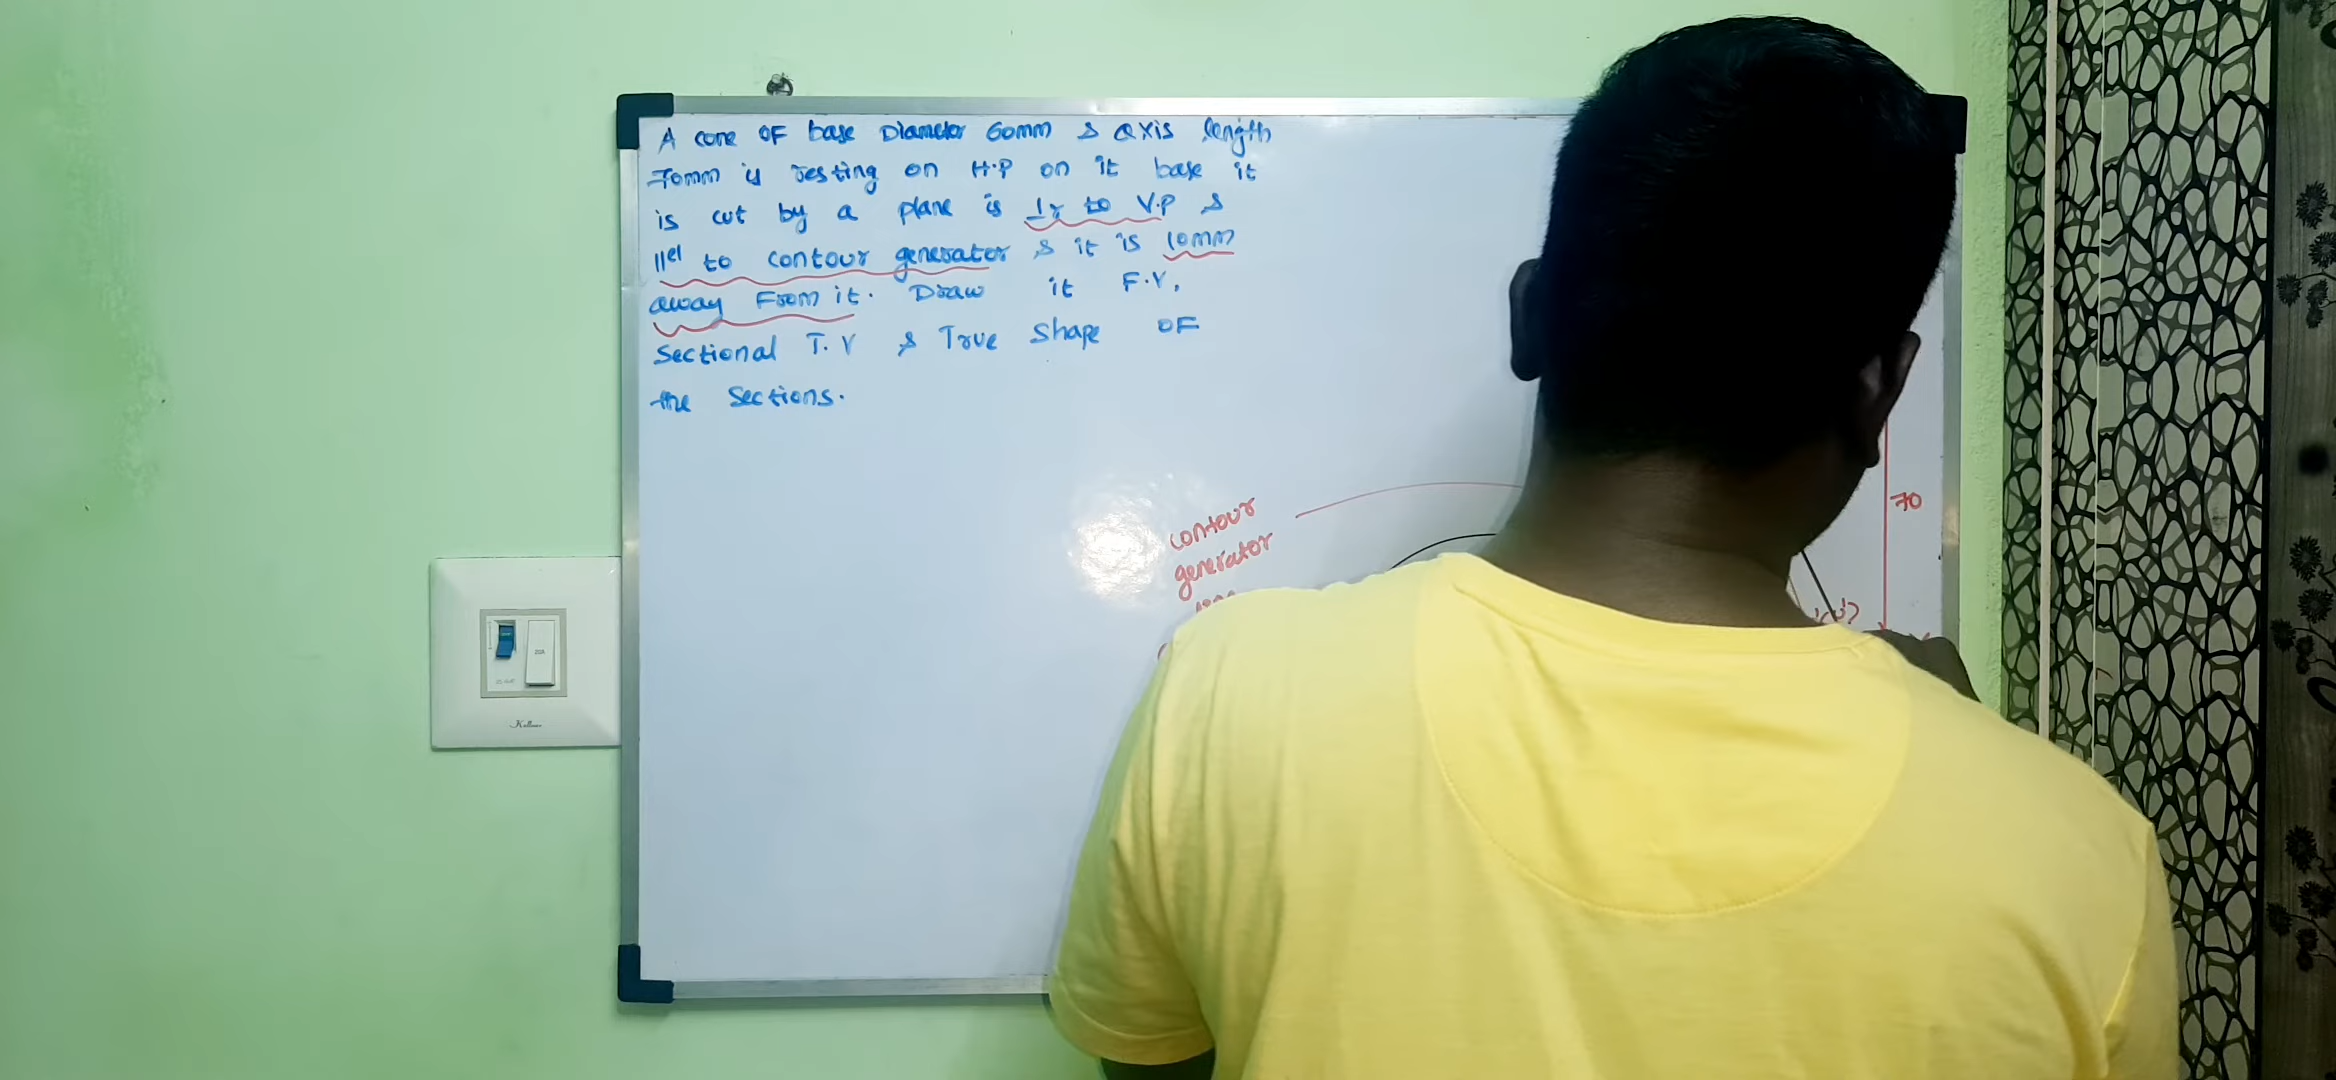 A cone OF base Diameter 60mm & axis length
70mm is resting on H.P on it base it
is cut by a plane is ⊥r to V.P &
llel to contour generator & it is 10mm
away From it. Draw it F.V,
Sectional T.V & True Shape OF
the Sections.
contour
generator
70
20A